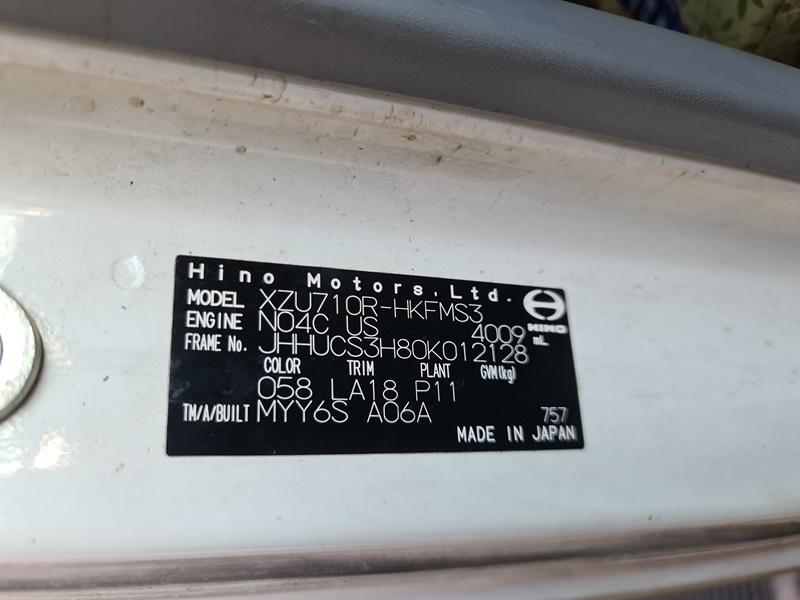 Hino Motors, Ltd.
MODEL XZU710R-HKFMS3
ENGINE N04C US 4009 mL
HINO
FRAME No. JHHUCS3H80K012128
COLOR TRIM PLANT GVM(kg)
058 LA18 P11
TM/A/BUILT MYY6S A06A 757
MADE IN JAPAN